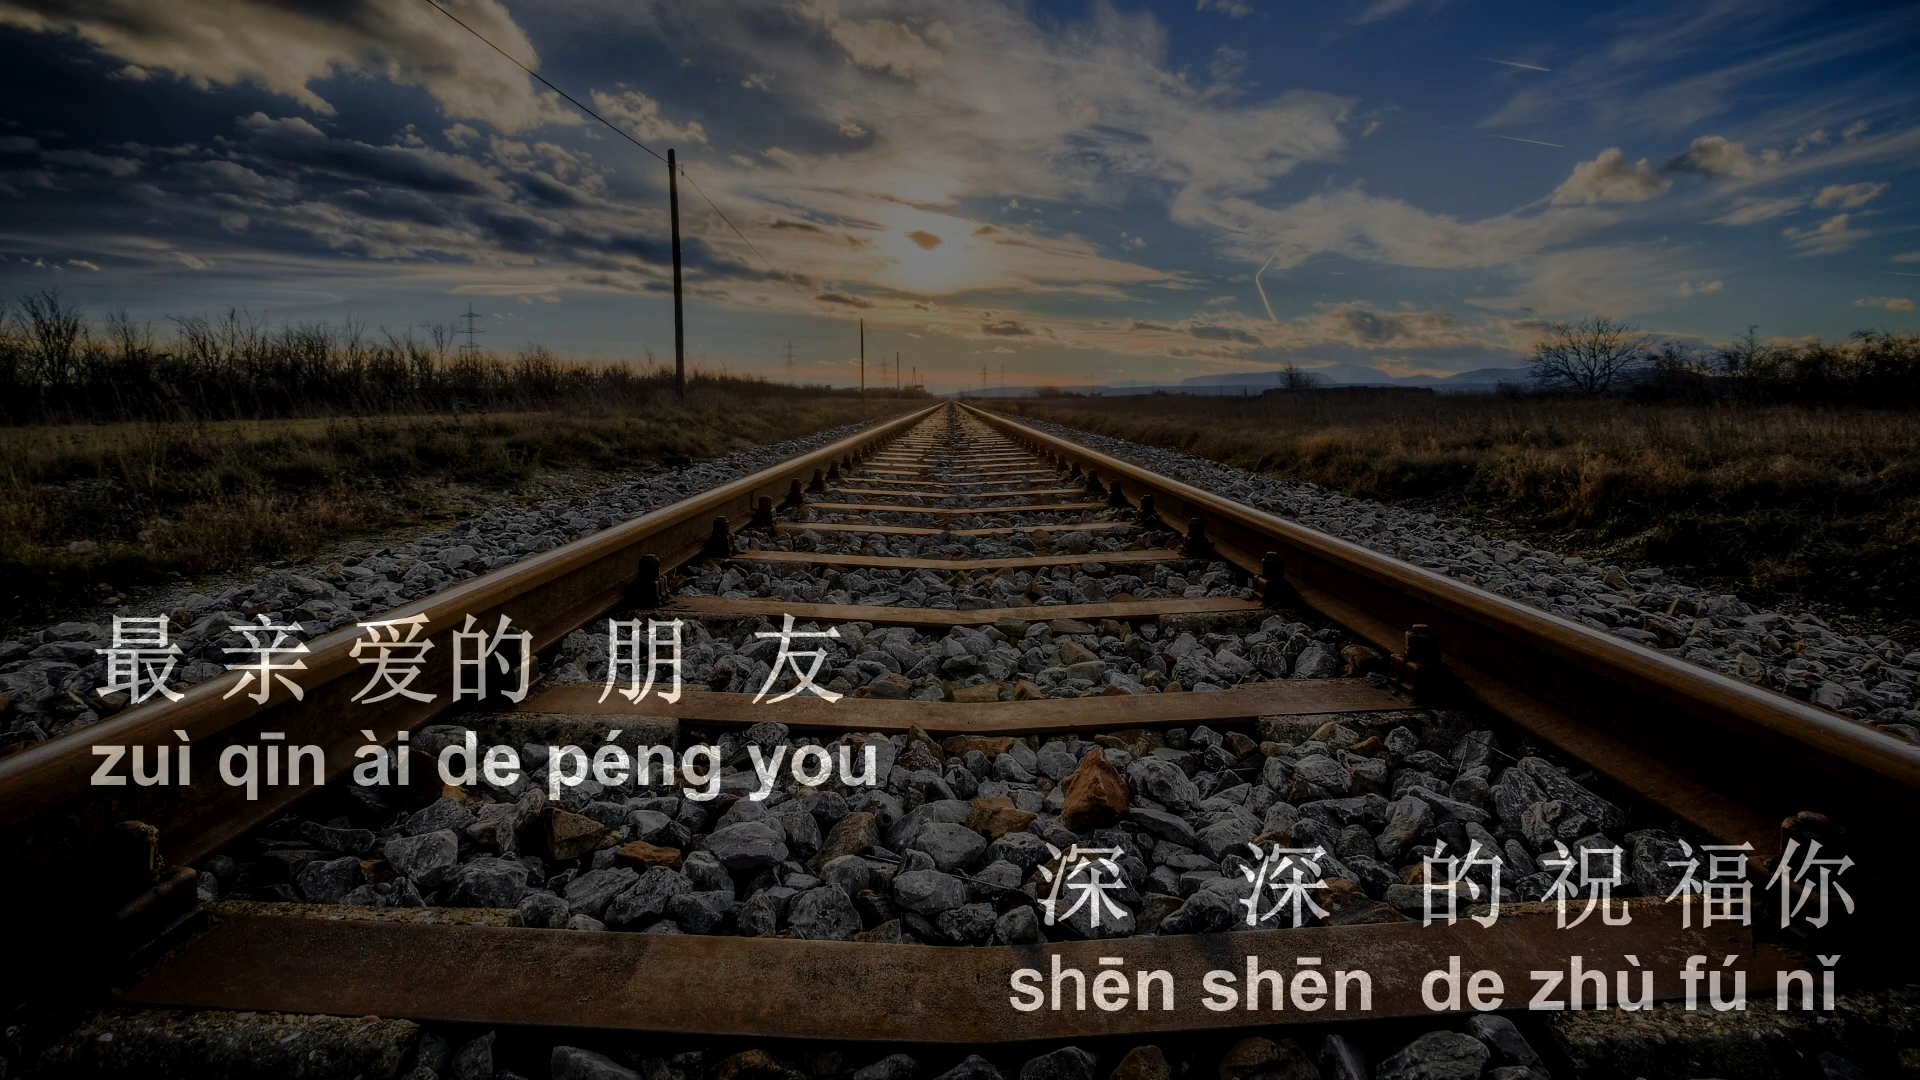 最亲爱的 朋 友
zuì qīn ài de péng you
深 深 的祝福你
shēn shēn de zhù fú nǐ